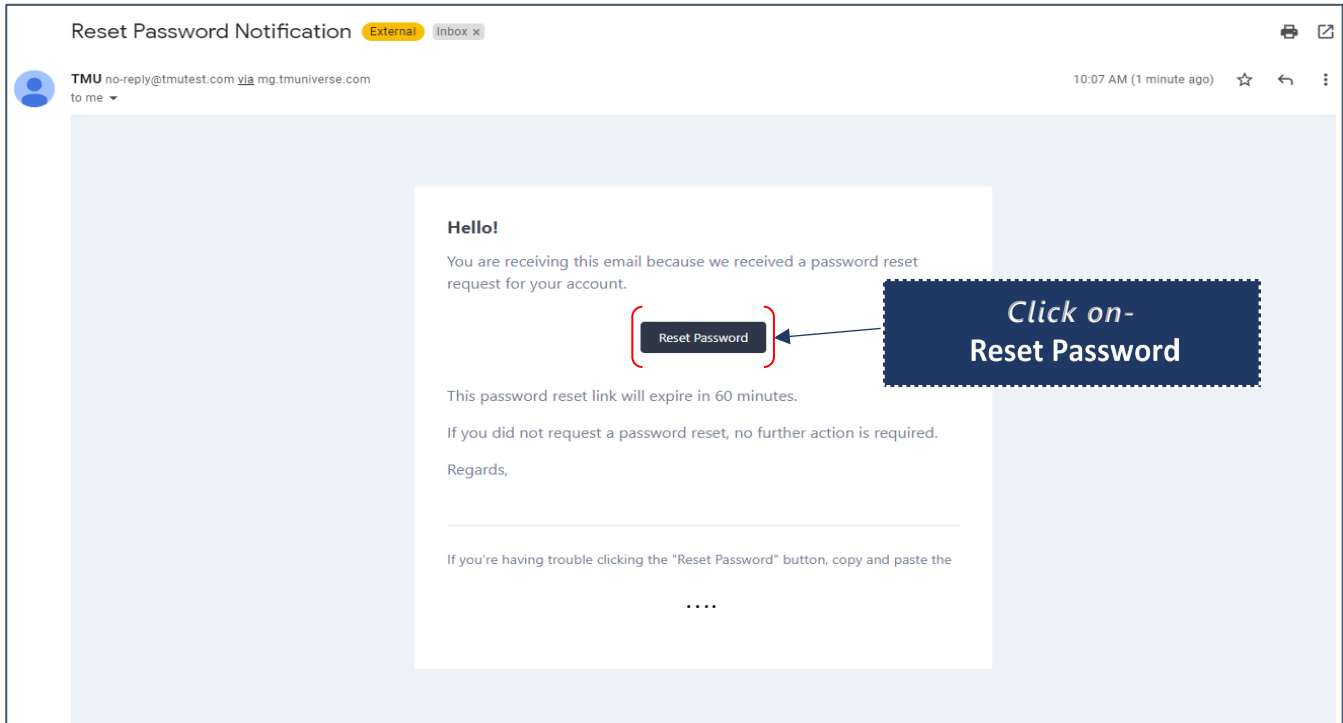 Reset Password Notification External Inbox x
TMU no-reply@tmutest.com via mg.tmuniverse.com 10:07 AM (1 minute ago)
to me
Hello!
You are receiving this email because we received a password reset
request for your account.
Click on-
Reset Password
Reset Password
This password reset link will expire in 60 minutes.
If you did not request a password reset, no further action is required.
Regards,
If you're having trouble clicking the "Reset Password" button, copy and paste the
....